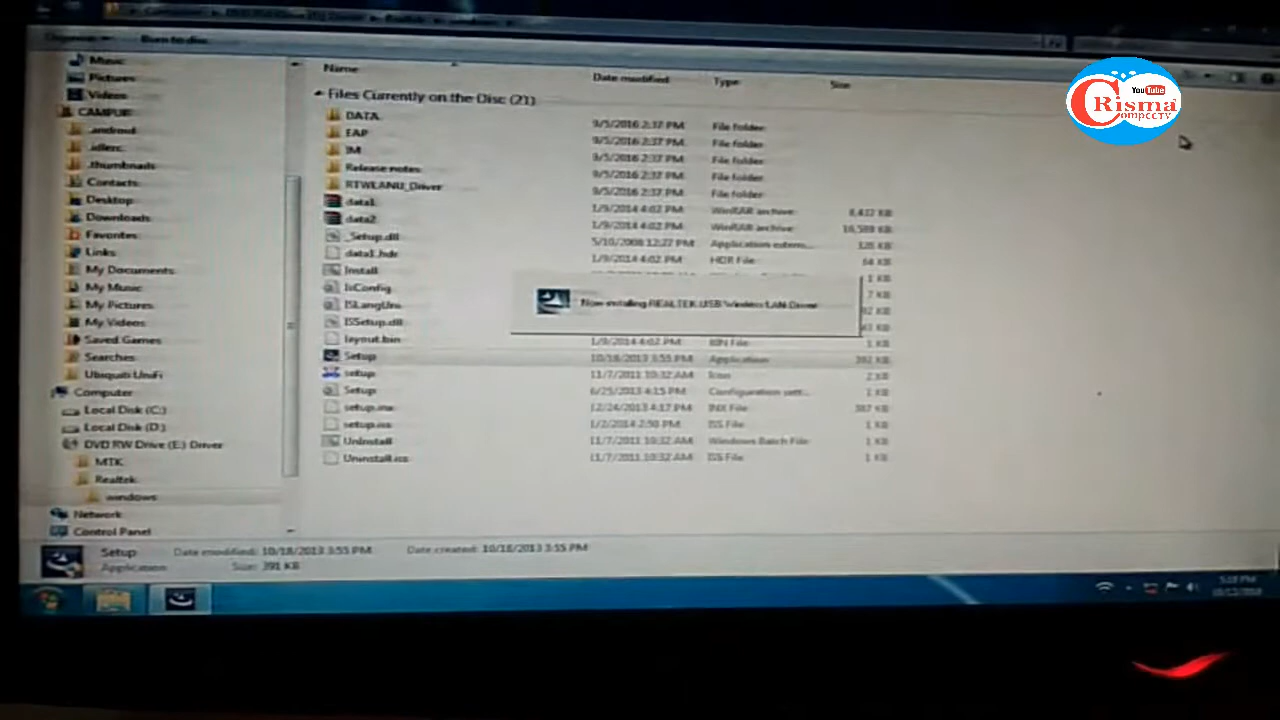 Organize Burn to disc
Music
Pictures
Videos
CAMPUR
.android
.idlerc
.thumbnails
Contacts
Desktop
Downloads
Favorites
Links
My Documents
My Music
My Pictures
My Videos
Saved Games
Searches
Ubiquiti UniFi
Computer
Local Disk (C:)
Local Disk (D:)
DVD RW Drive (E:) Driver
MTK
Realtek
windows
Network
Control Panel
Name Date modified Type Size
Files Currently on the Disc (21)
DATA 9/5/2016 2:37 PM File folder
EAP 9/5/2016 2:37 PM File folder
IM 9/5/2016 2:37 PM File folder
Release notes 9/5/2016 2:37 PM File folder
RTWLANU_Driver 9/5/2016 2:37 PM File folder
data1 1/9/2014 4:02 PM WinRAR archive KB
data2 1/9/2014 4:02 PM WinRAR archive KB
_Setup.dll 5/10/2008 12:27 PM Application exten... KB
data1.hdr 1/9/2014 4:02 PM HDR File 64 KB
Install 1 KB
IsConfig 7 KB
ISLangUni KB
ISSetup.dll KB
layout.bin 1/9/2014 4:02 PM BIN File 1 KB
Setup 10/18/2013 3:55 PM Application KB
setup 11/7/2011 10:32 AM Icon 2 KB
Setup 6/25/2013 4:15 PM Configuration sett... 1 KB
setup.inx 12/24/2013 4:17 PM INX File KB
setup.iss 1/2/2014 2:50 PM ISS File 1 KB
Uninstall 11/7/2011 10:32 AM Windows Batch File 1 KB
Uninstall.iss 11/7/2011 10:32 AM ISS File 1 KB
Now installing REALTEK USB Wireless LAN Driver
Setup Date modified: 10/18/2013 3:55 PM Date created: 10/18/2013 3:55 PM
Application Size: 391 KB
YouTube
CRisma
CompCCTV